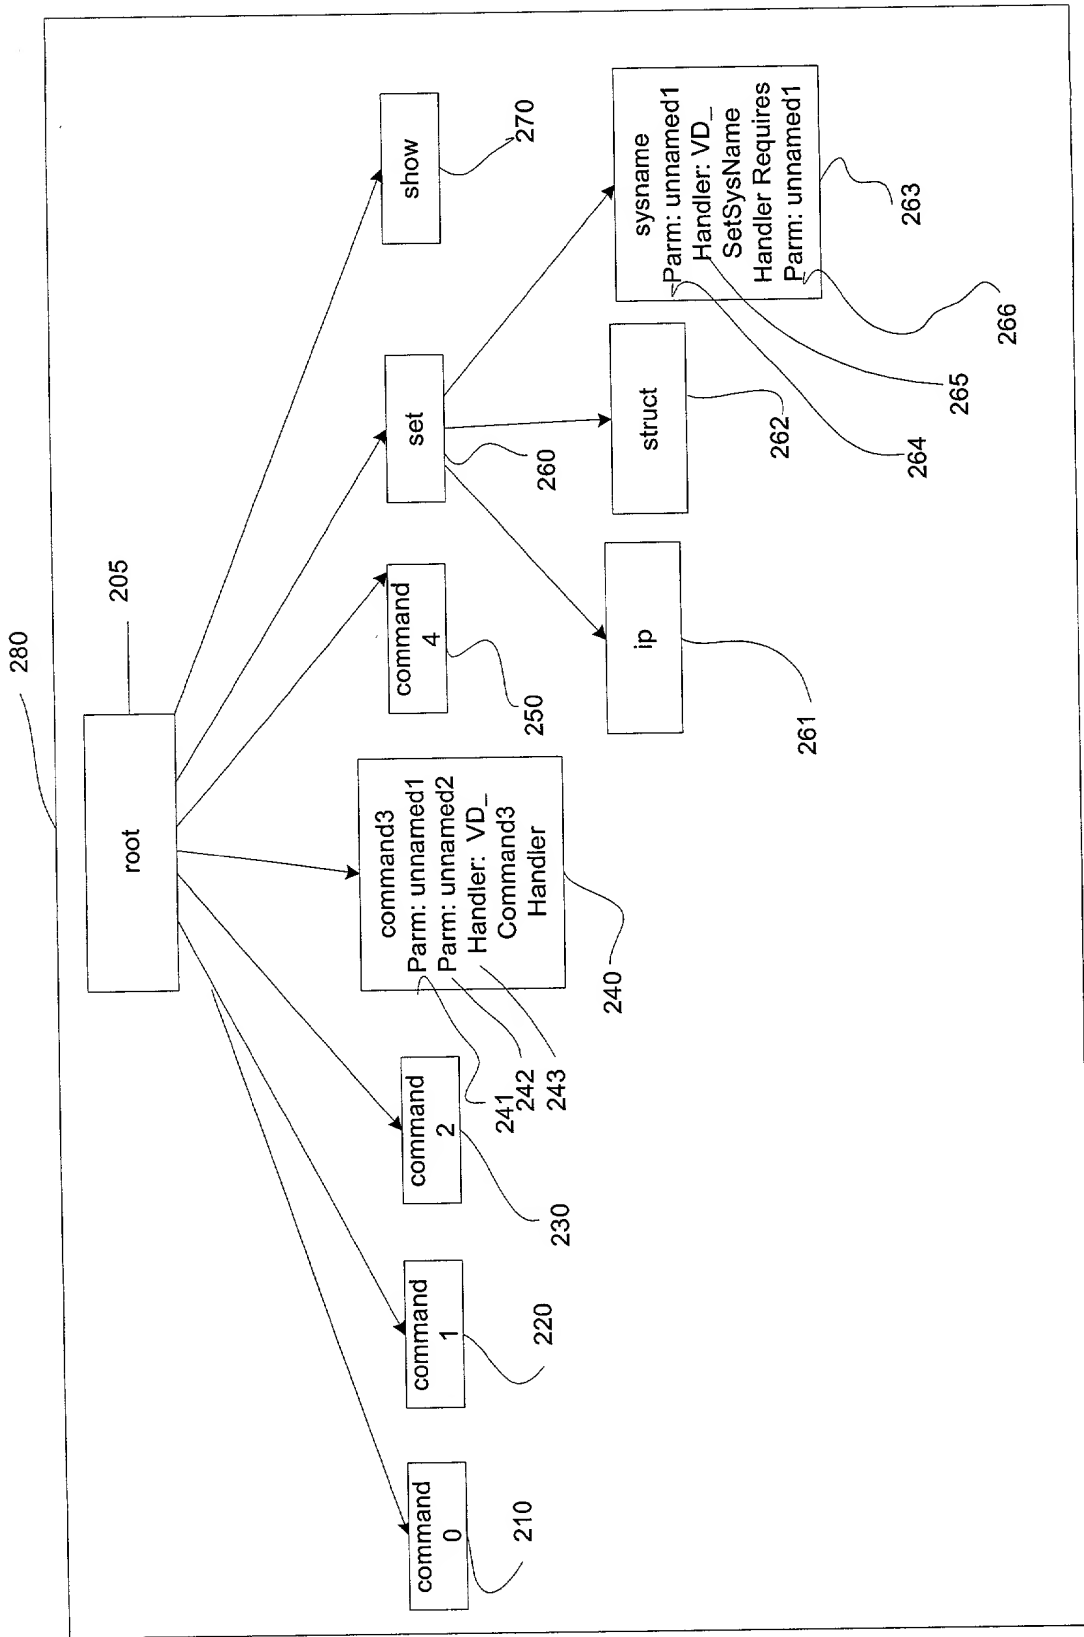 280
root
205
command
0
210
command
1
220
command
2
230
command3
Parm: unnamed1
Parm: unnamed2
Handler: VD_
Command3
Handler
240
241
242
243
command
4
250
set
260
show
270
ip
261
struct
262
sysname
Parm: unnamed1
Handler: VD_
SetSysName
Handler Requires
Parm: unnamed1
263
264
265
266